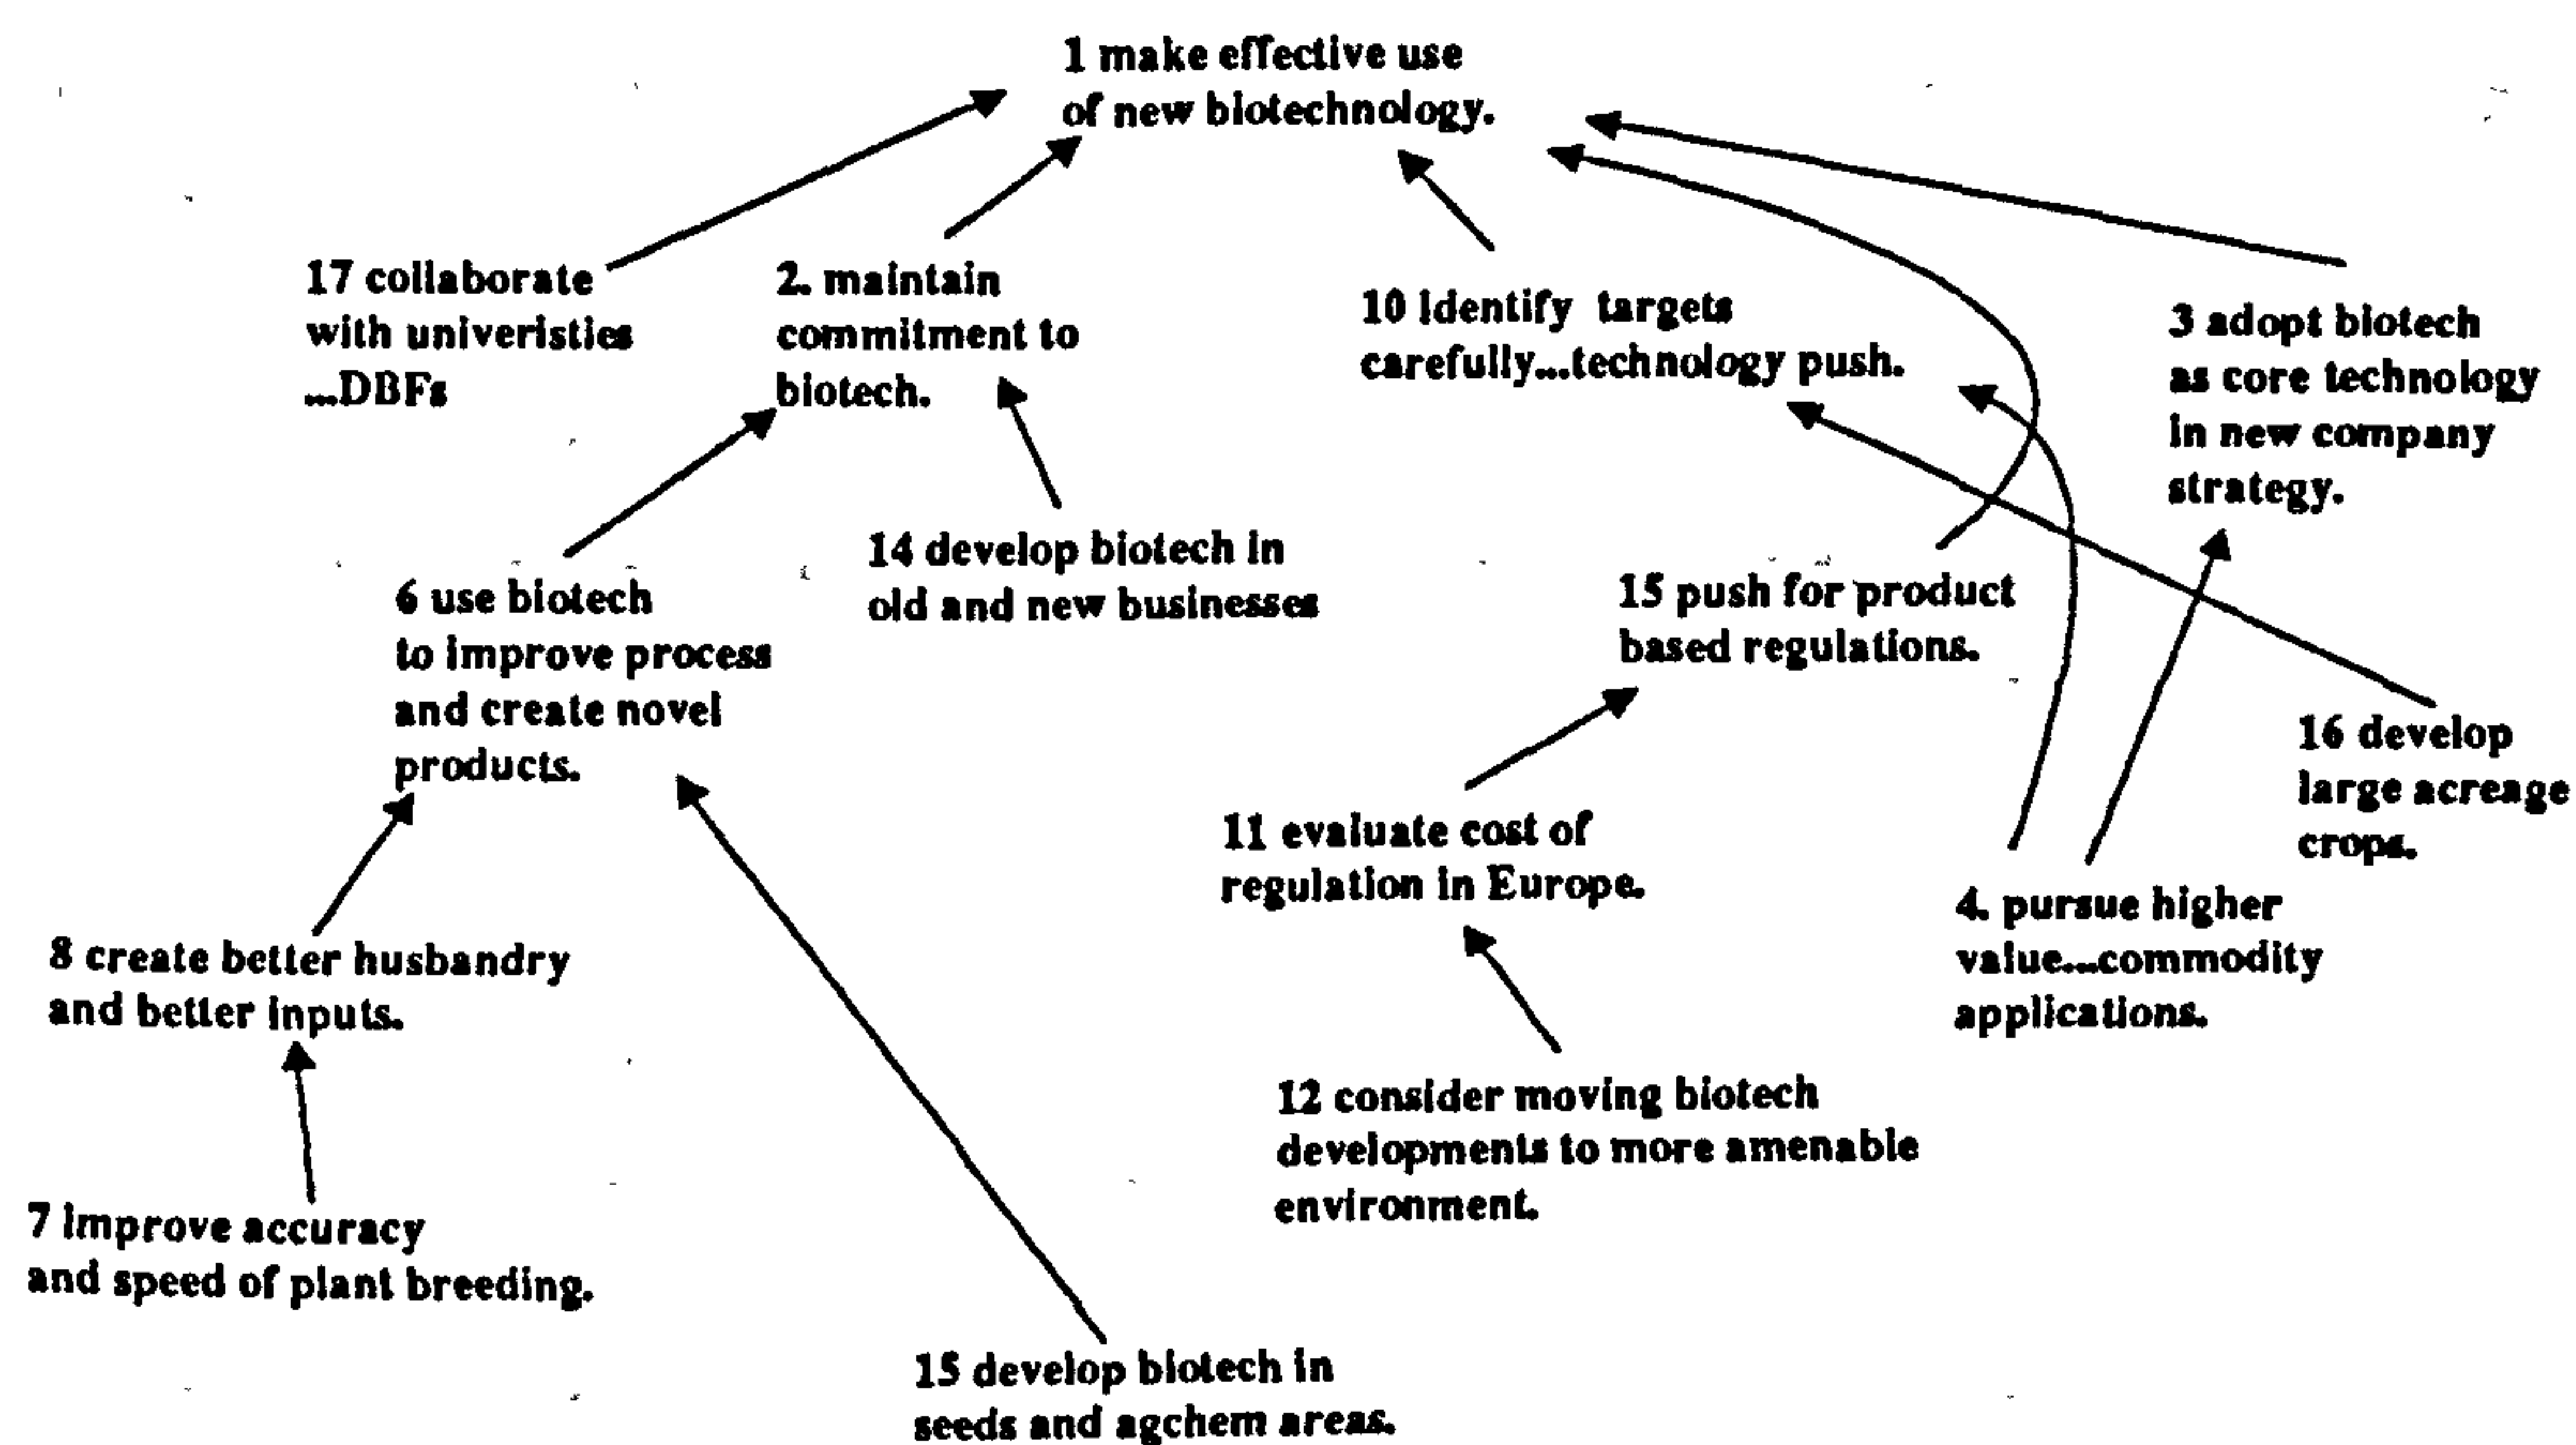 1 make effective use
of new biotechnology.
17 collaborate
with univeristies
...DBFs
2. maintain
commitment to
biotech.
10 identify targets
carefully...technology push.
3 adopt biotech
as core technology
in new company
strategy.
14 develop biotech in
old and new businesses
6 use biotech
to improve process
and create novel
products.
15 push for product
based regulations.
16 develop
large acreage
crops.
11 evaluate cost of
regulation in Europe.
4. pursue higher
value...commodity
applications.
8 create better husbandry
and better inputs.
12 consider moving biotech
developments to more amenable
environment.
7 improve accuracy
and speed of plant breeding.
15 develop biotech in
seeds and agchem areas.